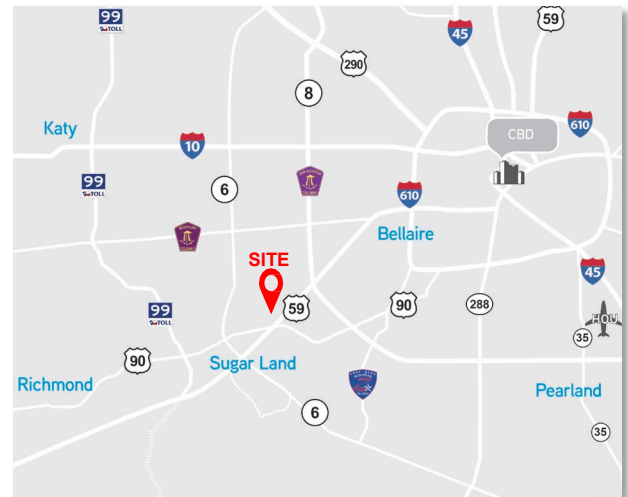 99
TOLL
59
45
290
8
610
CBD
Katy
10
99
TOLL
6
610
Bellaire
SITE
45
99
TOLL
59
90
288
HOU
35
90
Sugar Land
Richmond
Pearland
6
35